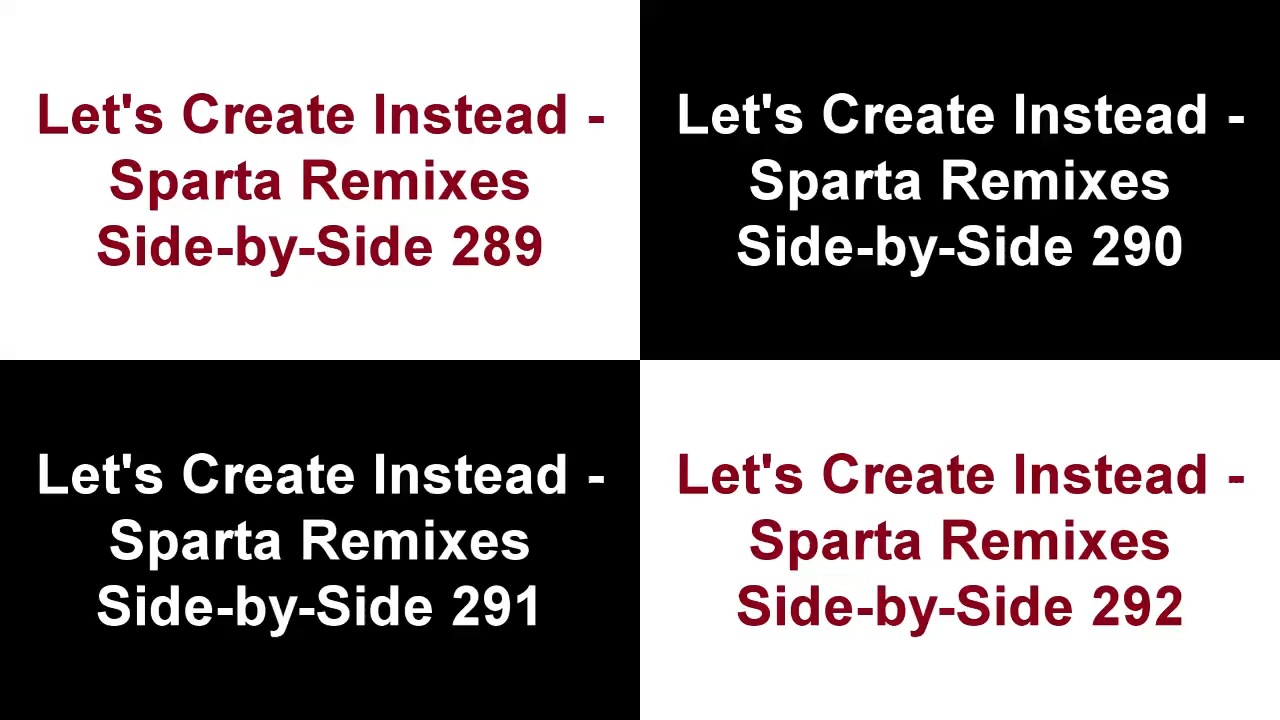 Let's Create Instead -
Sparta Remixes
Side-by-Side 289
Let's Create Instead -
Sparta Remixes
Side-by-Side 290
Let's Create Instead -
Sparta Remixes
Side-by-Side 291
Let's Create Instead -
Sparta Remixes
Side-by-Side 292